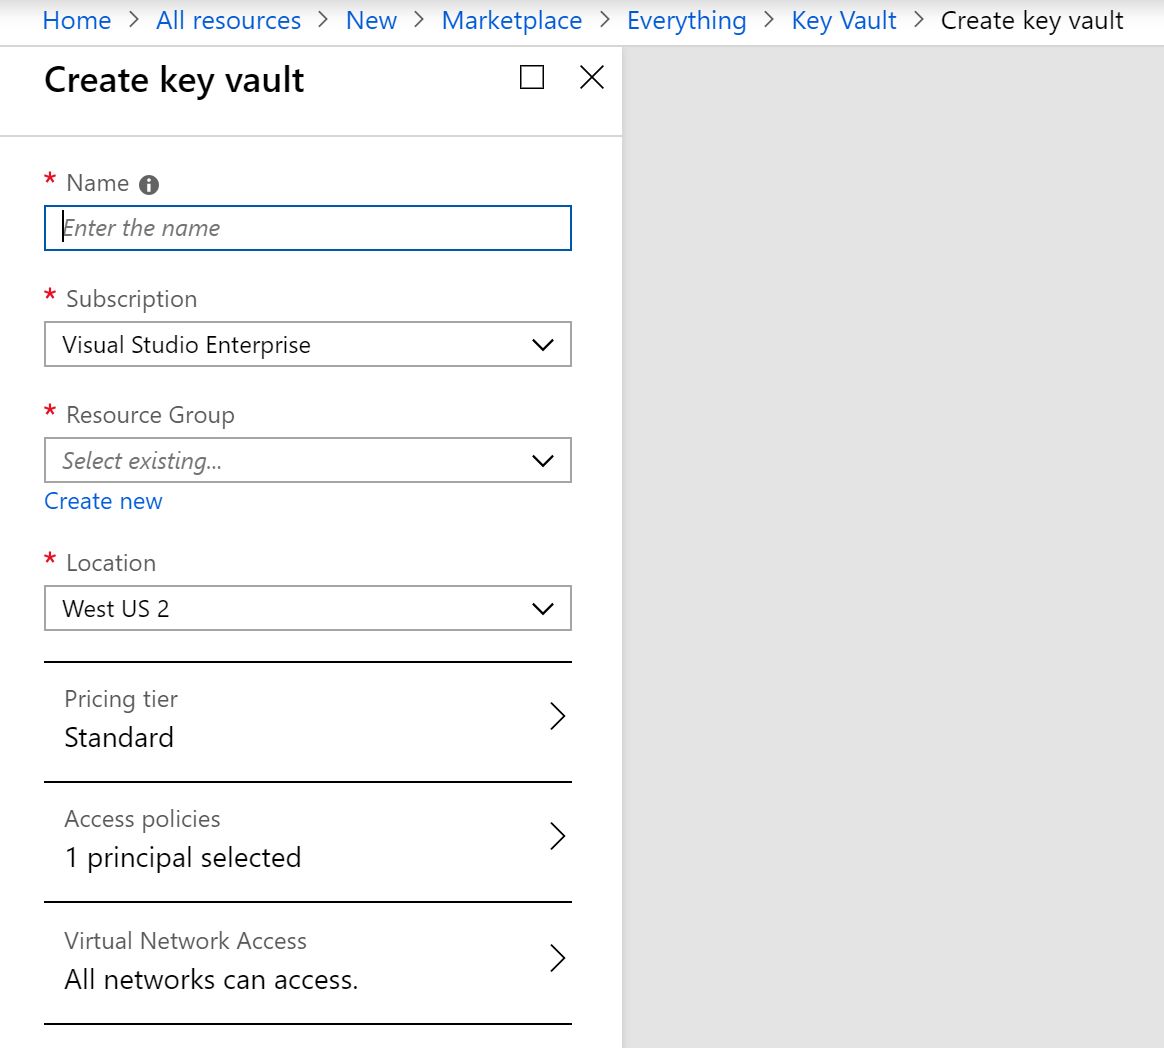 Home > All resources > New > Marketplace > Everything > Key Vault > Create key vault
Create key vault
* Name
Enter the name
* Subscription
Visual Studio Enterprise
* Resource Group
Select existing...
Create new
* Location
West US 2
Pricing tier
Standard
Access policies
1 principal selected
Virtual Network Access
All networks can access.